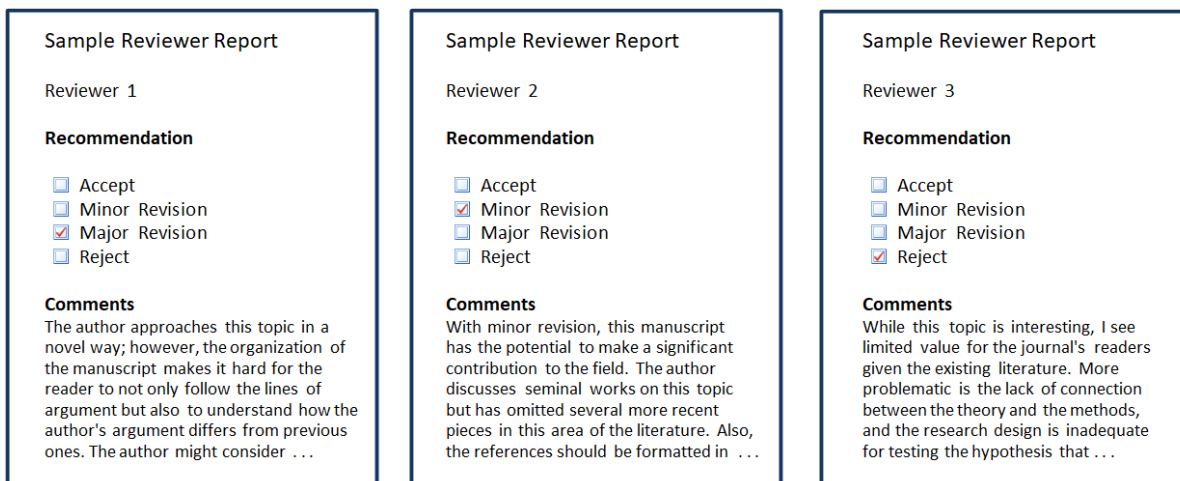 Sample Reviewer Report
Reviewer 1
Recommendation
Accept
Minor Revision
Major Revision
Reject
Comments
The author approaches this topic in a
novel way; however, the organization of
the manuscript makes it hard for the
reader to not only follow the lines of
argument but also to understand how the
author's argument differs from previous
ones. The author might consider ...
Sample Reviewer Report
Reviewer 2
Recommendation
Accept
Minor Revision
Major Revision
Reject
Comments
With minor revision, this manuscript
has the potential to make a significant
contribution to the field. The author
discusses seminal works on this topic
but has omitted several more recent
pieces in this area of the literature. Also,
the references should be formatted in ...
Sample Reviewer Report
Reviewer 3
Recommendation
Accept
Minor Revision
Major Revision
Reject
Comments
While this topic is interesting, I see
limited value for the journal's readers
given the existing literature. More
problematic is the lack of connection
between the theory and the methods,
and the research design is inadequate
for testing the hypothesis that ...